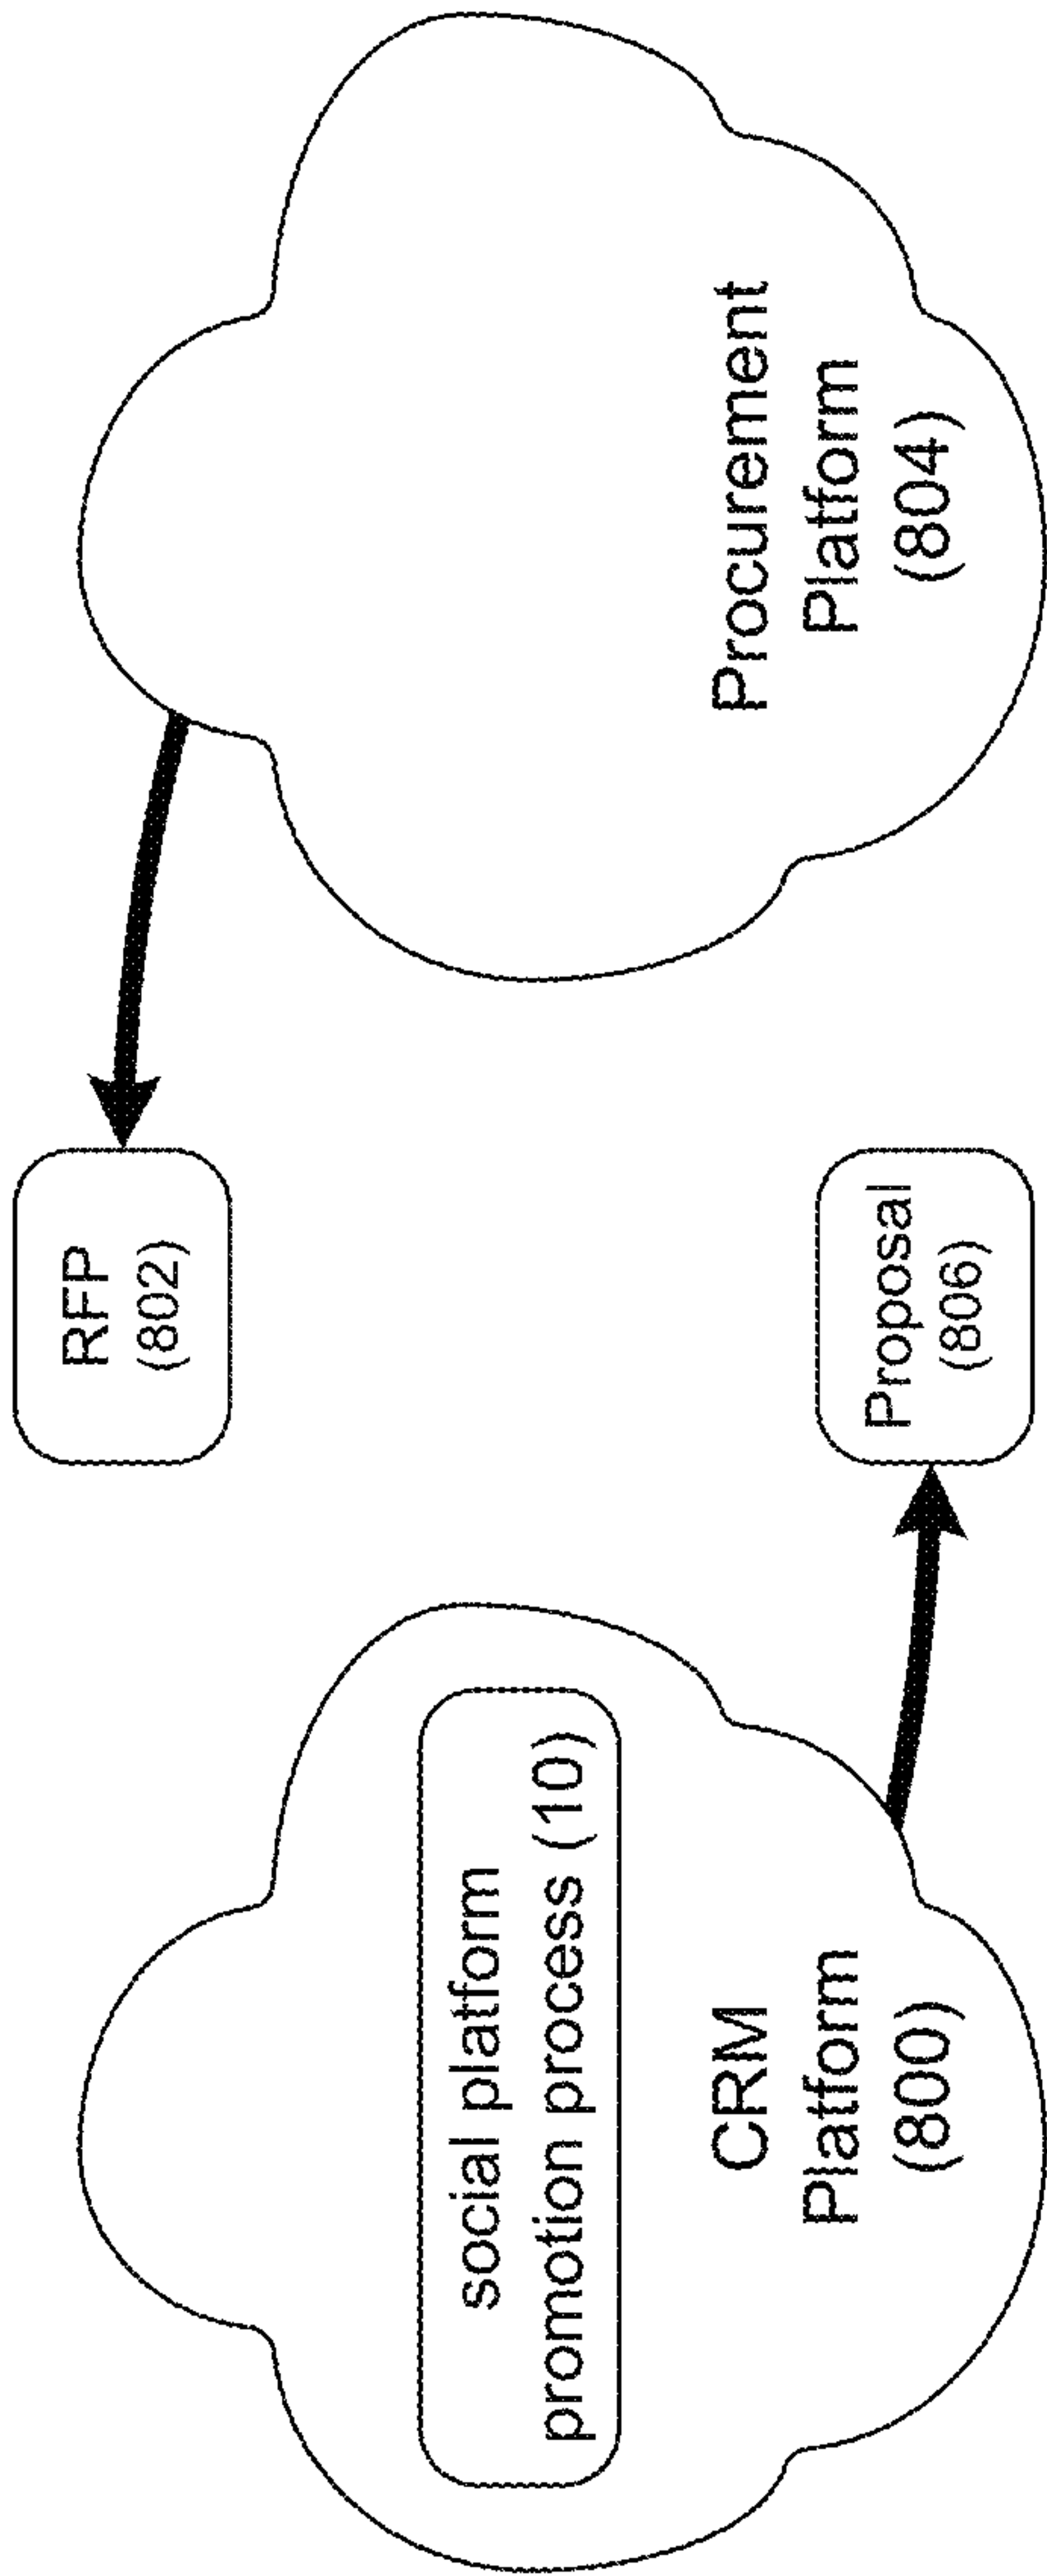 RFP
(802)
social platform
promotion process (10)
CRM
Platform
(800)
Proposal
(806)
Procurement
Platform
(804)